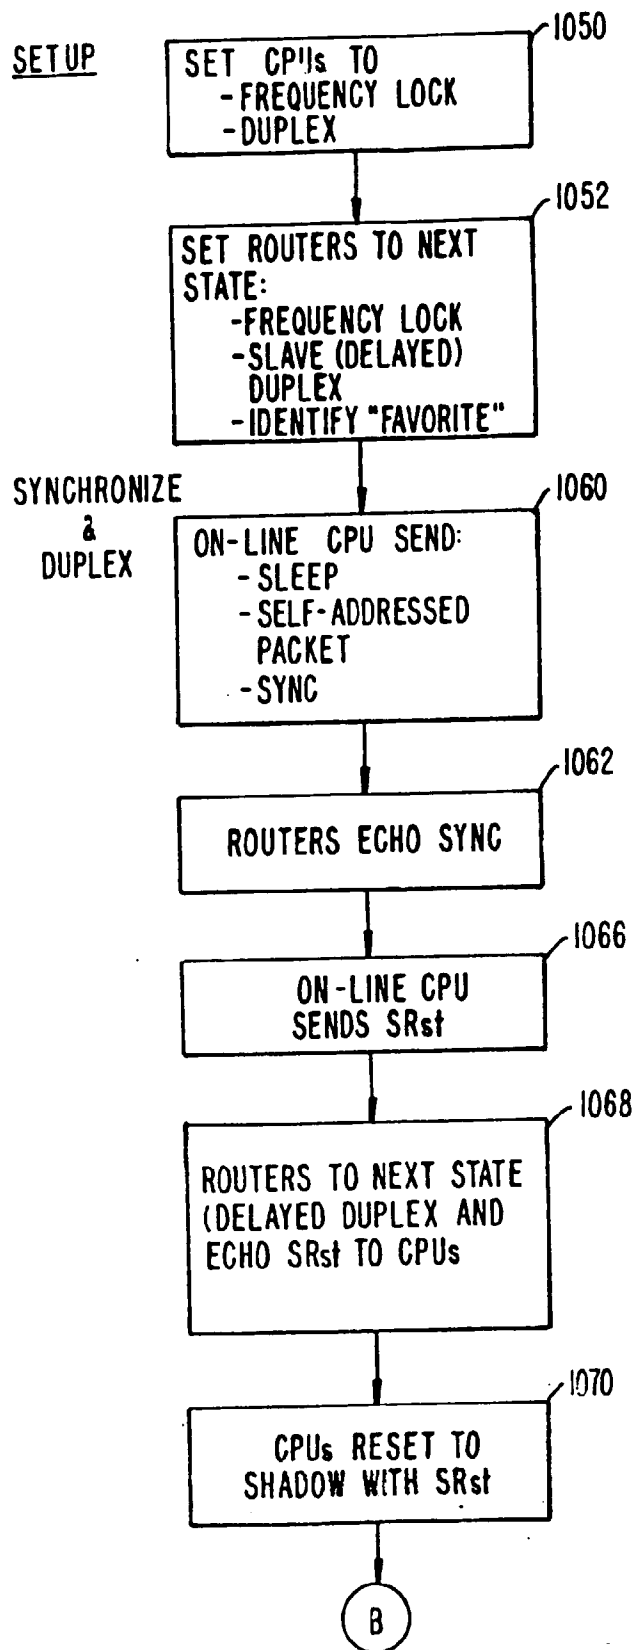 SETUP
1050
SET CPUs TO
-FREQUENCY LOCK
-DUPLEX
1052
SET ROUTERS TO NEXT
STATE:
-FREQUENCY LOCK
-SLAVE (DELAYED)
DUPLEX
-IDENTIFY "FAVORITE"
SYNCHRONIZE
&
DUPLEX
1060
ON-LINE CPU SEND:
-SLEEP
-SELF-ADDRESSED
PACKET
-SYNC
1062
ROUTERS ECHO SYNC
1066
ON-LINE CPU
SENDS SRst
1068
ROUTERS TO NEXT STATE
(DELAYED DUPLEX AND
ECHO SRst TO CPUs
1070
CPUs RESET TO
SHADOW WITH SRst
B